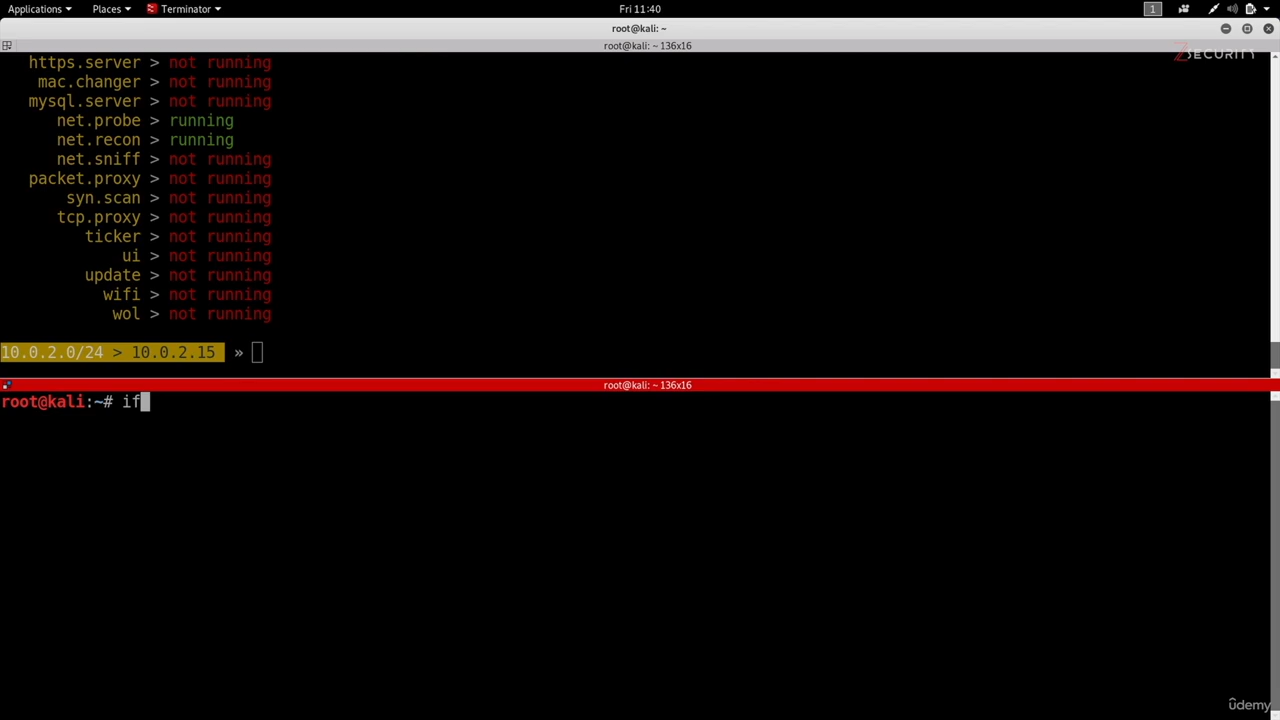 Applications Places Terminator Fri 11:40 1
root@kali: ~
root@kali: ~ 136x16
ZSECURITY
https.server > not running
mac.changer > not running
mysql.server > not running
net.probe > running
net.recon > running
net.sniff > not running
packet.proxy > not running
syn.scan > not running
tcp.proxy > not running
ticker > not running
ui > not running
update > not running
wifi > not running
wol > not running
10.0.2.0/24 > 10.0.2.15 »
root@kali: ~ 136x16
root@kali:~# if
ûdemy